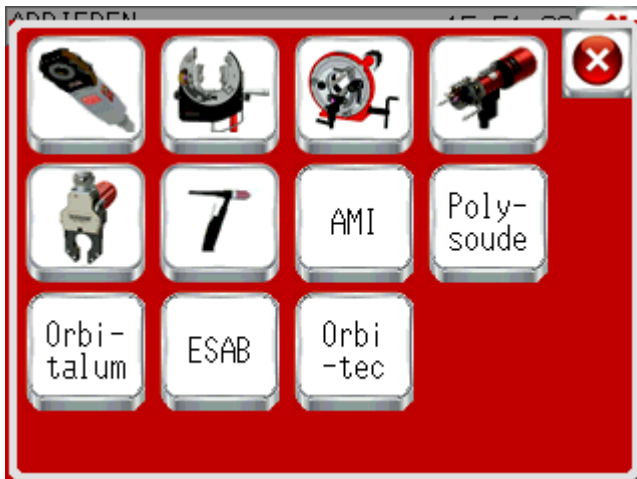 AMI
Poly-
soude
Orbi-
talum
ESAB
Orbi
-tec